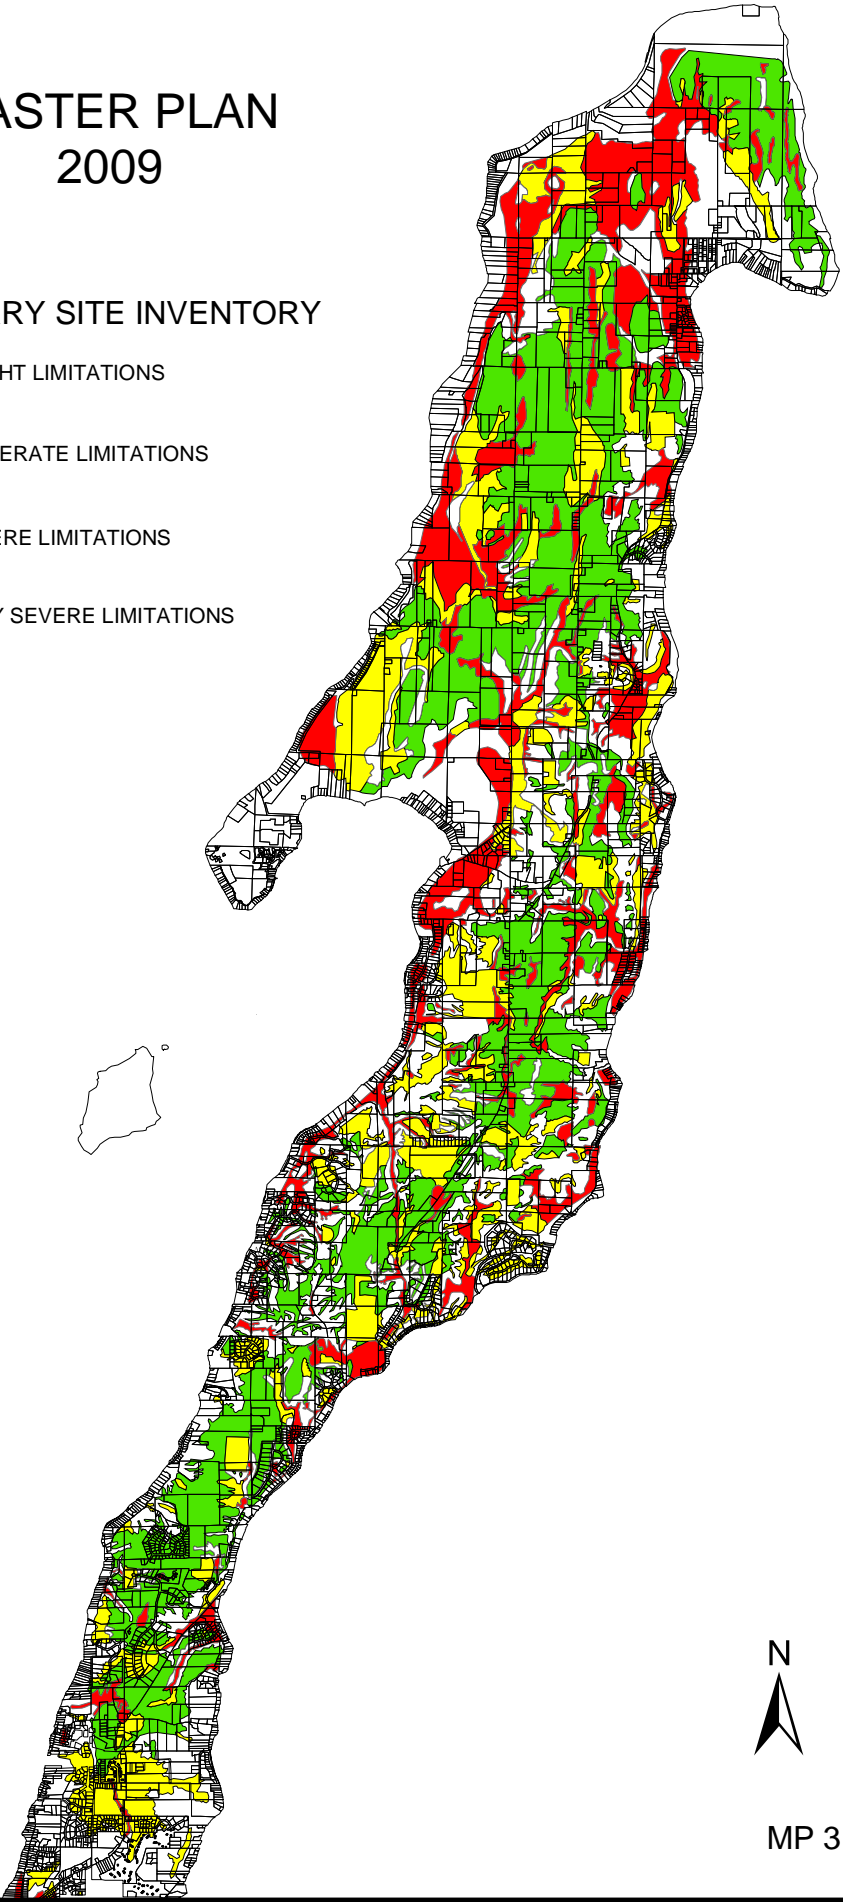 ASTER PLAN
2009
RY SITE INVENTORY
HT LIMITATIONS
ERATE LIMITATIONS
ERE LIMITATIONS
Y SEVERE LIMITATIONS
N
MP 3